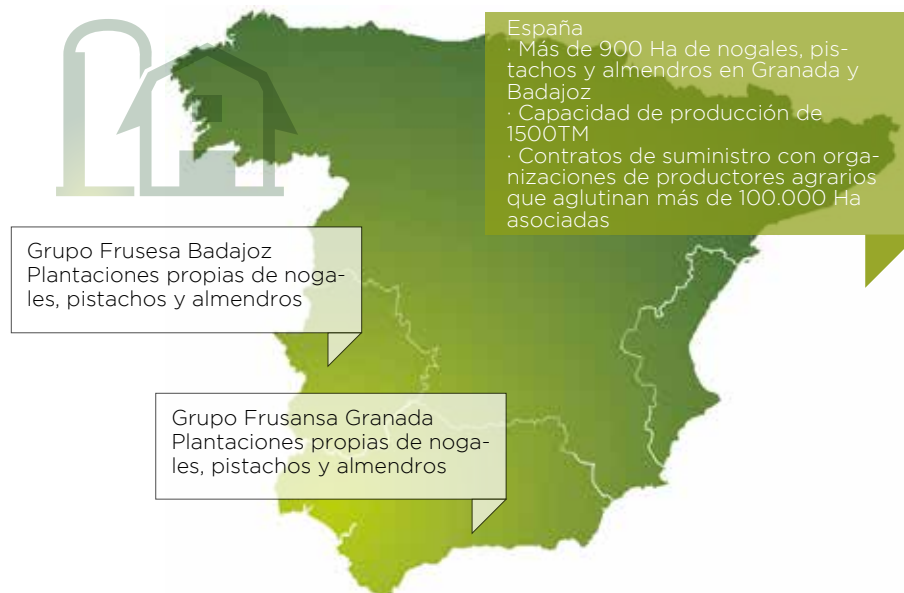 España
· Más de 900 Ha de nogales, pis-
tachos y almendros en Granada y
Badajoz
· Capacidad de producción de
1500TM
· Contratos de suministro con orga-
nizaciones de productores agrarios
que aglutinan más de 100.000 Ha
asociadas
Grupo Frusesa Badajoz
Plantaciones propias de noga-
les, pistachos y almendros
Grupo Frusansa Granada
Plantaciones propias de noga-
les, pistachos y almendros